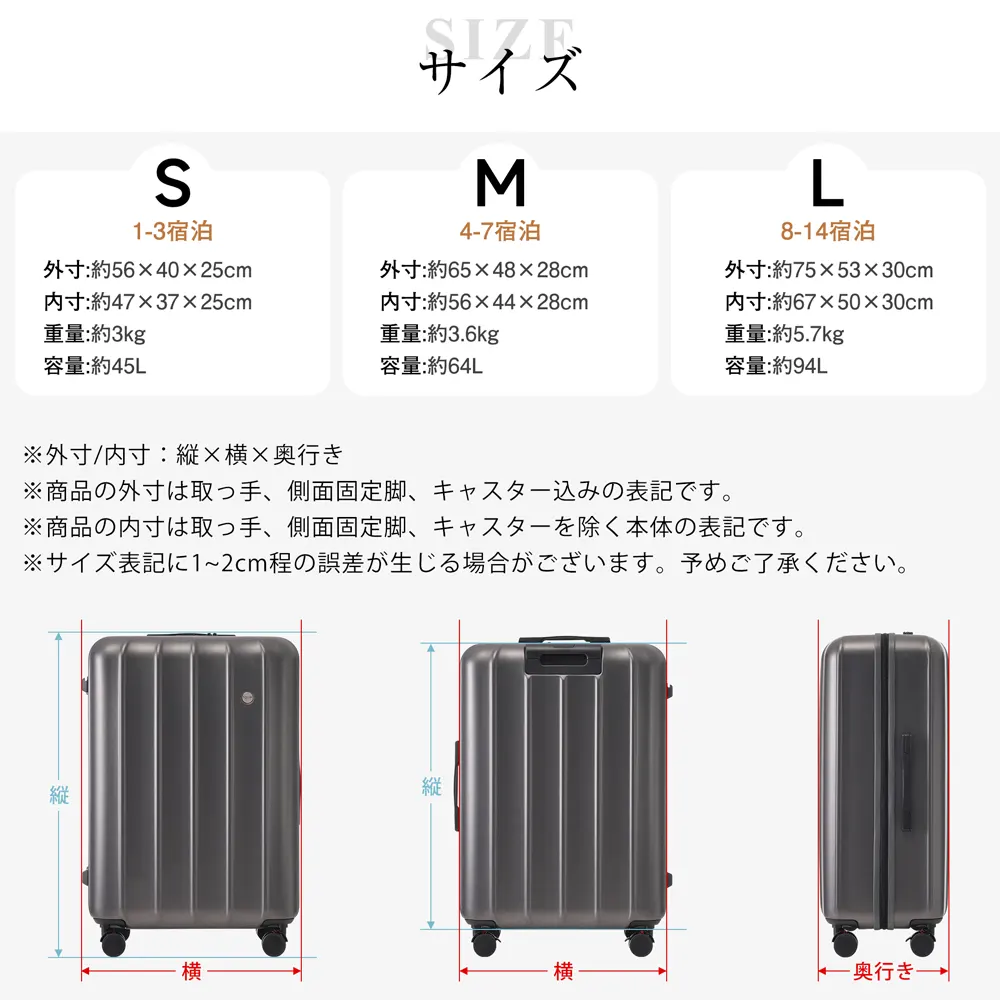 SIZE
サイズ
S
1-3宿泊
外寸:約56×40×25cm
内寸:約47×37×25cm
重量:約3kg
容量:約45L
M
4-7宿泊
外寸:約65×48×28cm
内寸:約56×44×28cm
重量:約3.6kg
容量:約64L
L
8-14宿泊
外寸:約75×53×30cm
内寸:約67×50×30cm
重量:約5.7kg
容量:約94L
※外寸/内寸：縦×横×奥行き
※商品の外寸は取っ手、側面固定脚、キャスター込みの表記です。
※商品の内寸は取っ手、側面固定脚、キャスターを除く本体の表記です。
※サイズ表記に1~2cm程の誤差が生じる場合がございます。予めご了承ください。
縦
横
縦
横
奥行き